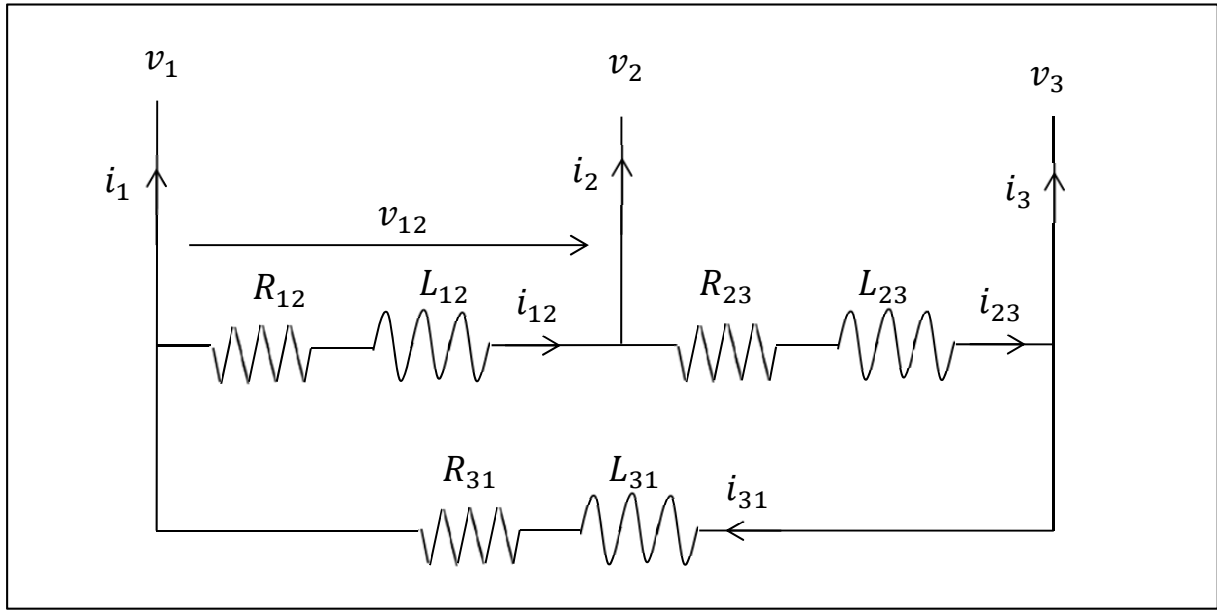 v₁ v₂ v₃
i₁ i₂ i₃
v₁₂
R₁₂ L₁₂ i₁₂ R₂₃ L₂₃ i₂₃
R₃₁ L₃₁ i₃₁